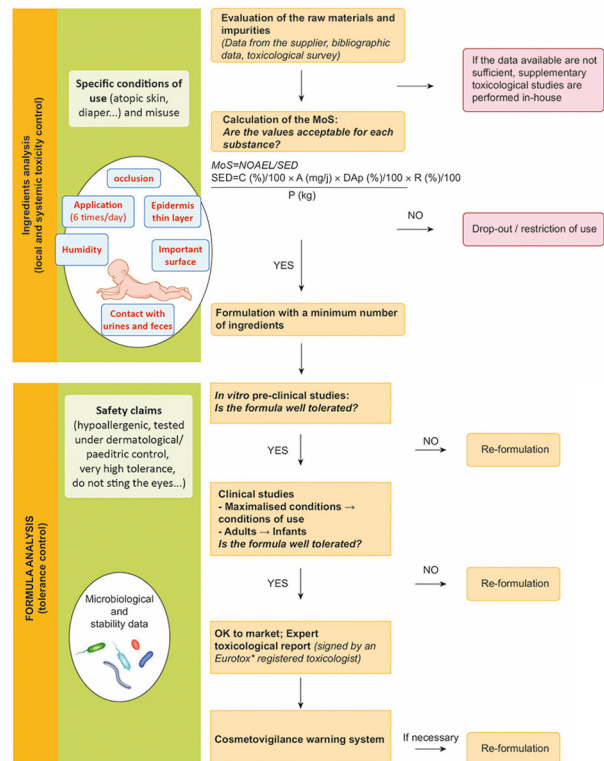 Ingredients analysis
(local and systemic toxicity control)
Specific conditions of
use (atopic skin,
diaper...) and misuse
occlusion
Application
(6 times/day)
Epidermis
thin layer
Humidity
Important
surface
Contact with
urines and feces
Evaluation of the raw materials and
impurities
(Data from the supplier, bibliographic
data, toxicological survey)
If the data available are not
sufficient, supplementary
toxicological studies are
performed in-house
Calculation of the MoS:
Are the values acceptable for each
substance?
MoS=NOAEL/SED
SED=C (%)/100 × A (mg/j) × DAp (%)/100 × R (%)/100
P (kg)
NO
Drop-out / restriction of use
YES
Formulation with a minimum number
of ingredients
FORMULA ANALYSIS
(tolerance control)
Safety claims
(hypoallergenic, tested
under dermatological/
paeditric control,
very high tolerance,
do not sting the eyes...)
Microbiological
and
stability data
In vitro pre-clinical studies:
Is the formula well tolerated?
YES
NO
Re-formulation
Clinical studies
- Maximalised conditions →
conditions of use
- Adults → Infants
Is the formula well tolerated?
YES
NO
Re-formulation
OK to market; Expert
toxicological report (signed by an
Eurotox* registered toxicologist)
Cosmetovigilance warning system
If necessary
Re-formulation